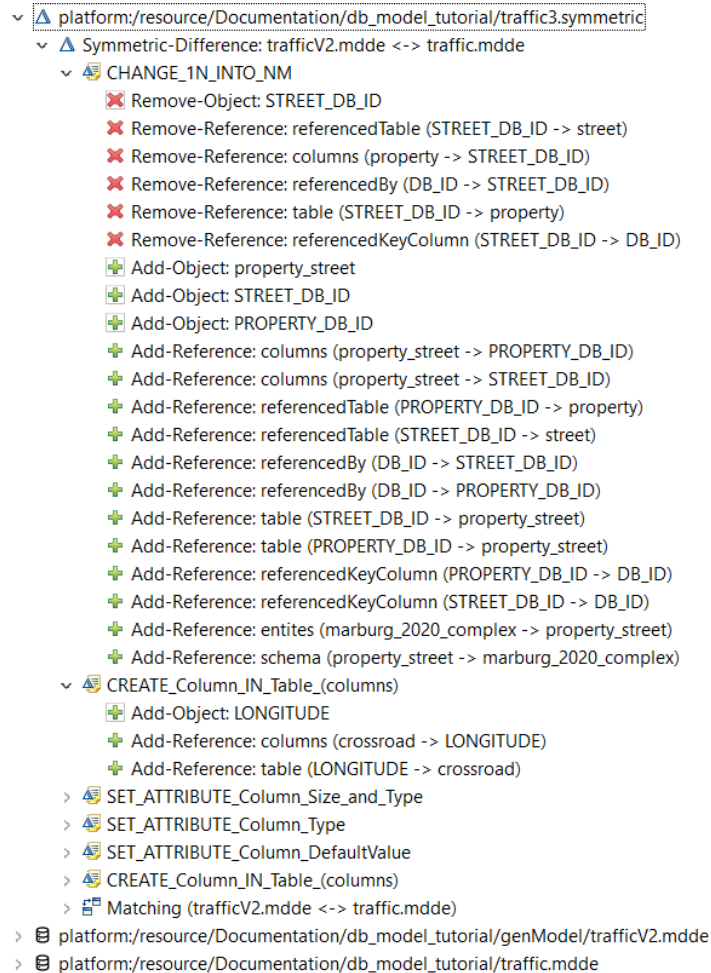 platform:/resource/Documentation/db_model_tutorial/traffic3.symmetric
Symmetric-Difference: trafficV2.mdde <-> traffic.mdde
CHANGE_1N_INTO_NM
Remove-Object: STREET_DB_ID
Remove-Reference: referencedTable (STREET_DB_ID -> street)
Remove-Reference: columns (property -> STREET_DB_ID)
Remove-Reference: referencedBy (DB_ID -> STREET_DB_ID)
Remove-Reference: table (STREET_DB_ID -> property)
Remove-Reference: referencedKeyColumn (STREET_DB_ID -> DB_ID)
Add-Object: property_street
Add-Object: STREET_DB_ID
Add-Object: PROPERTY_DB_ID
Add-Reference: columns (property_street -> PROPERTY_DB_ID)
Add-Reference: columns (property_street -> STREET_DB_ID)
Add-Reference: referencedTable (PROPERTY_DB_ID -> property)
Add-Reference: referencedTable (STREET_DB_ID -> street)
Add-Reference: referencedBy (DB_ID -> STREET_DB_ID)
Add-Reference: referencedBy (DB_ID -> PROPERTY_DB_ID)
Add-Reference: table (STREET_DB_ID -> property_street)
Add-Reference: table (PROPERTY_DB_ID -> property_street)
Add-Reference: referencedKeyColumn (PROPERTY_DB_ID -> DB_ID)
Add-Reference: referencedKeyColumn (STREET_DB_ID -> DB_ID)
Add-Reference: entites (marburg_2020_complex -> property_street)
Add-Reference: schema (property_street -> marburg_2020_complex)
CREATE_Column_IN_Table_(columns)
Add-Object: LONGITUDE
Add-Reference: columns (crossroad -> LONGITUDE)
Add-Reference: table (LONGITUDE -> crossroad)
SET_ATTRIBUTE_Column_Size_and_Type
SET_ATTRIBUTE_Column_Type
SET_ATTRIBUTE_Column_DefaultValue
CREATE_Column_IN_Table_(columns)
Matching (trafficV2.mdde <-> traffic.mdde)
platform:/resource/Documentation/db_model_tutorial/genModel/trafficV2.mdde
platform:/resource/Documentation/db_model_tutorial/traffic.mdde